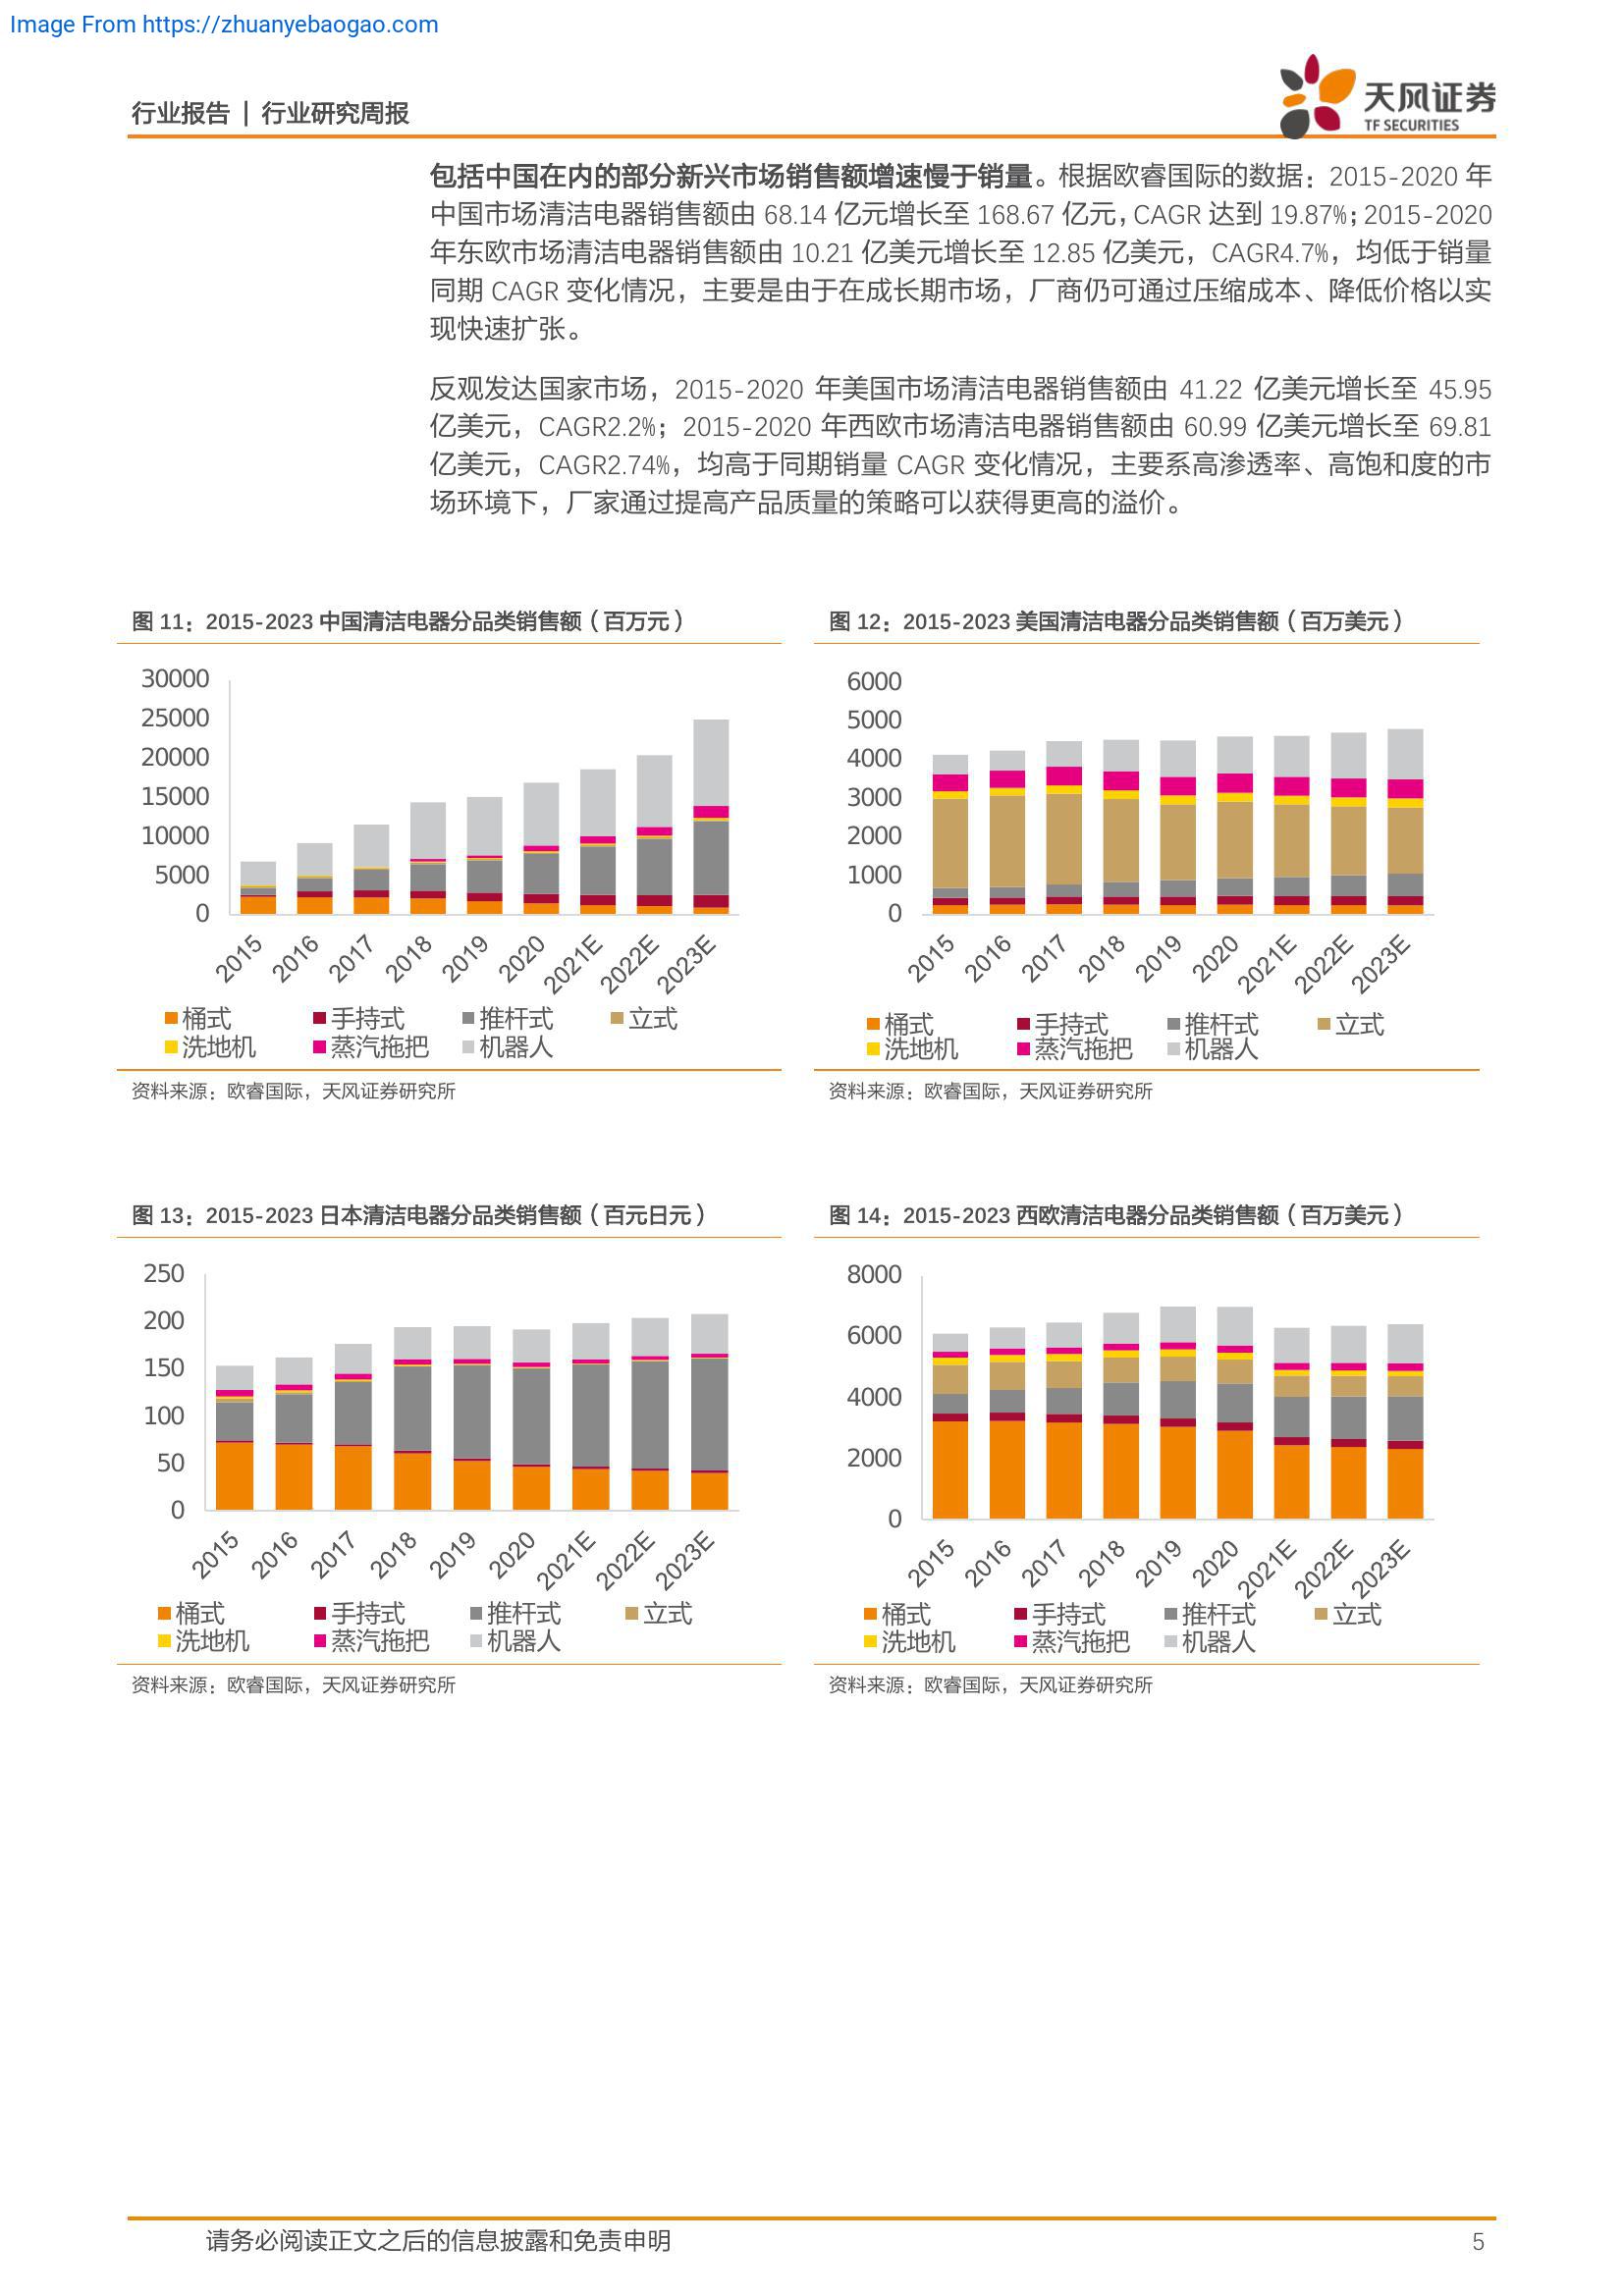 Image From https://zhuanyebaogao.com
天风证券
TF SECURITIES
行业报告 | 行业研究周报
包括中国在内的部分新兴市场销售额增速慢于销量。根据欧睿国际的数据：2015-2020 年
中国市场清洁电器销售额由 68.14 亿元增长至 168.67 亿元，CAGR 达到 19.87%；2015-2020
年东欧市场清洁电器销售额由 10.21 亿美元增长至 12.85 亿美元，CAGR4.7%，均低于销量
同期 CAGR 变化情况，主要是由于在成长期市场，厂商仍可通过压缩成本、降低价格以实
现快速扩张。
反观发达国家市场，2015-2020 年美国市场清洁电器销售额由 41.22 亿美元增长至 45.95
亿美元，CAGR2.2%；2015-2020 年西欧市场清洁电器销售额由 60.99 亿美元增长至 69.81
亿美元，CAGR2.74%，均高于同期销量 CAGR 变化情况，主要系高渗透率、高饱和度的市
场环境下，厂家通过提高产品质量的策略可以获得更高的溢价。
图 11：2015-2023 中国清洁电器分品类销售额（百万元）
30000
25000
20000
15000
10000
5000
0
2015 2016 2017 2018 2019 2020 2021E 2022E 2023E
桶式 手持式 推杆式 立式
洗地机 蒸汽拖把 机器人
资料来源：欧睿国际，天风证券研究所
图 12：2015-2023 美国清洁电器分品类销售额（百万美元）
6000
5000
4000
3000
2000
1000
0
2015 2016 2017 2018 2019 2020 2021E 2022E 2023E
桶式 手持式 推杆式 立式
洗地机 蒸汽拖把 机器人
资料来源：欧睿国际，天风证券研究所
图 13：2015-2023 日本清洁电器分品类销售额（百元日元）
250
200
150
100
50
0
2015 2016 2017 2018 2019 2020 2021E 2022E 2023E
桶式 手持式 推杆式 立式
洗地机 蒸汽拖把 机器人
资料来源：欧睿国际，天风证券研究所
图 14：2015-2023 西欧清洁电器分品类销售额（百万美元）
8000
6000
4000
2000
0
2015 2016 2017 2018 2019 2020 2021E 2022E 2023E
桶式 手持式 推杆式 立式
洗地机 蒸汽拖把 机器人
资料来源：欧睿国际，天风证券研究所
请务必阅读正文之后的信息披露和免责申明 5